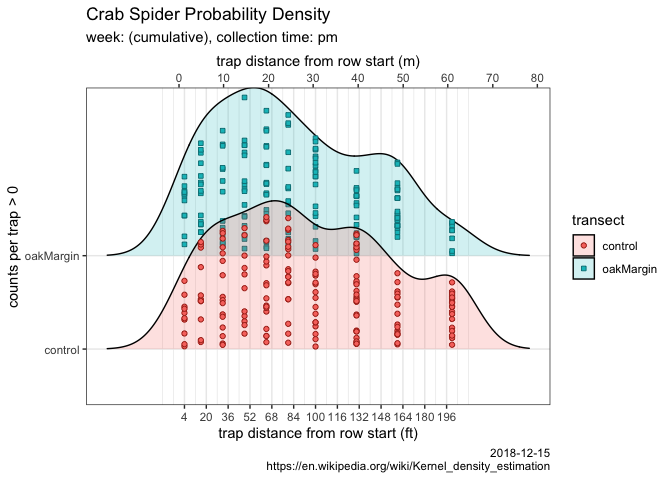 Crab Spider Probability Density
week: (cumulative), collection time: pm
trap distance from row start (m)
0 10 20 30 40 50 60 70 80
counts per trap > 0
oakMargin
control
transect
control
oakMargin
4 20 36 52 68 84 100 116 132 148 164 180 196
trap distance from row start (ft)
2018-12-15
https://en.wikipedia.org/wiki/Kernel_density_estimation